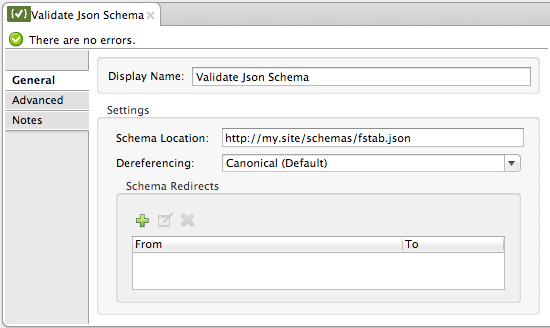 Validate Json Schema
There are no errors.
General
Advanced
Notes
Display Name: Validate Json Schema
Settings
Schema Location: http://my.site/schemas/fstab.json
Dereferencing: Canonical (Default)
Schema Redirects
From To